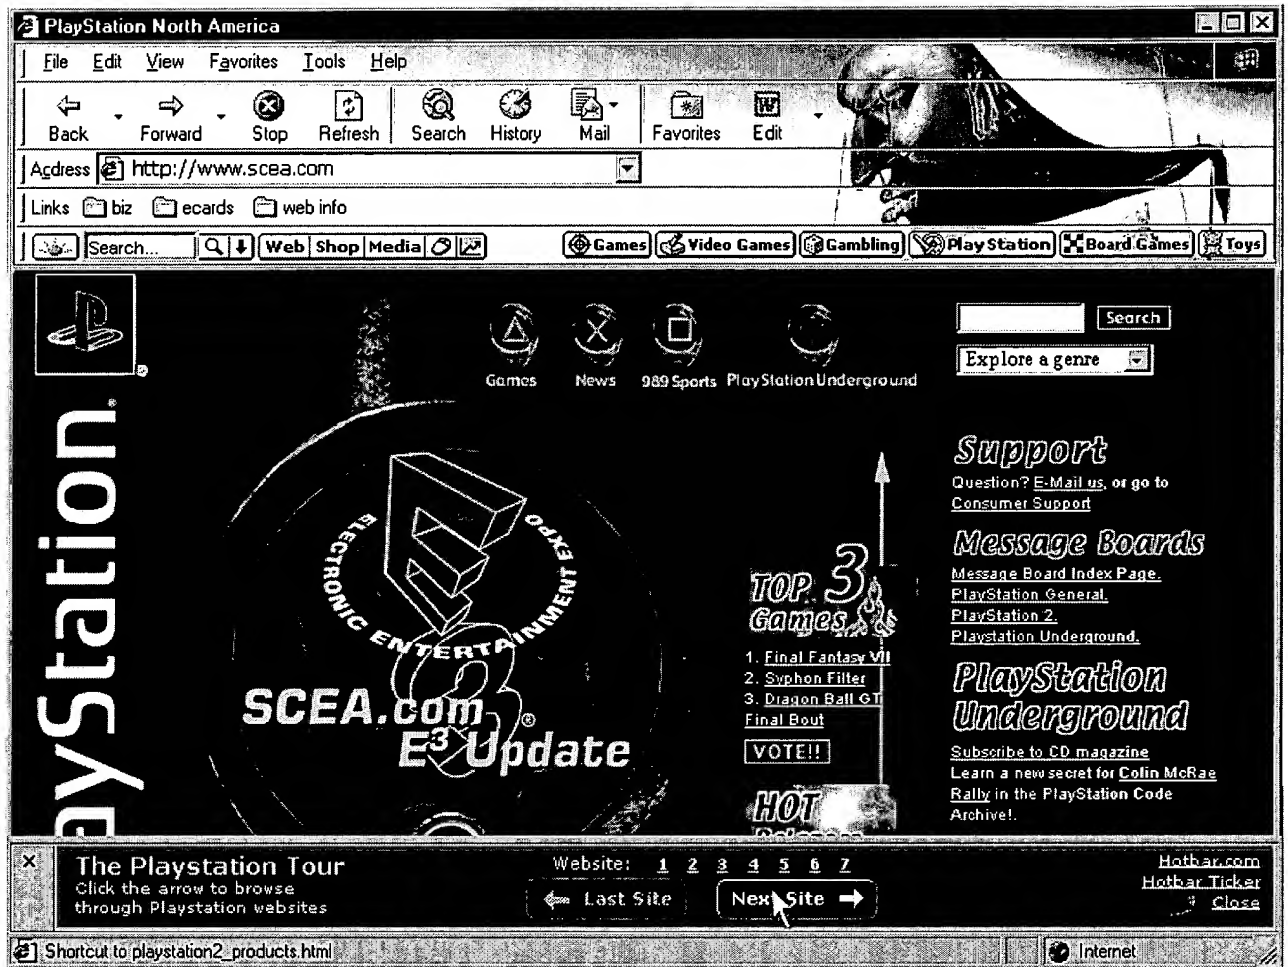 PlayStation North America
File Edit View Favorites Tools Help
Back Forward Stop Refresh Search History Mail Favorites Edit
Address http://www.scea.com
Links biz ecards web info
Search... Web Shop Media Games Video Games Gambling PlayStation Board Games Toys
Search
Explore a genre
Games News 989 Sports PlayStation Underground
ayStation
ELECTRONIC ENTERTAINMENT EXPO
SCEA.com
E3 Update
TOP 3
Games
1. Final Fantasy VII
2. Syphon Filter
3. Dragon Ball GT
Final Bout
VOTE!!
HOT
Support
Question? E-Mail us, or go to
Consumer Support
Message Boards
Message Board Index Page.
PlayStation General.
PlayStation 2.
Playstation Underground.
PlayStation
Underground
Subscribe to CD magazine
Learn a new secret for Colin McRae
Rally in the PlayStation Code
Archive!.
The Playstation Tour
Click the arrow to browse
through Playstation websites
Website: 1 2 3 4 5 6 7
Last Site Next Site
Hotbar.com
Hotbar Ticker
Close
Shortcut to playstation2_products.html Internet